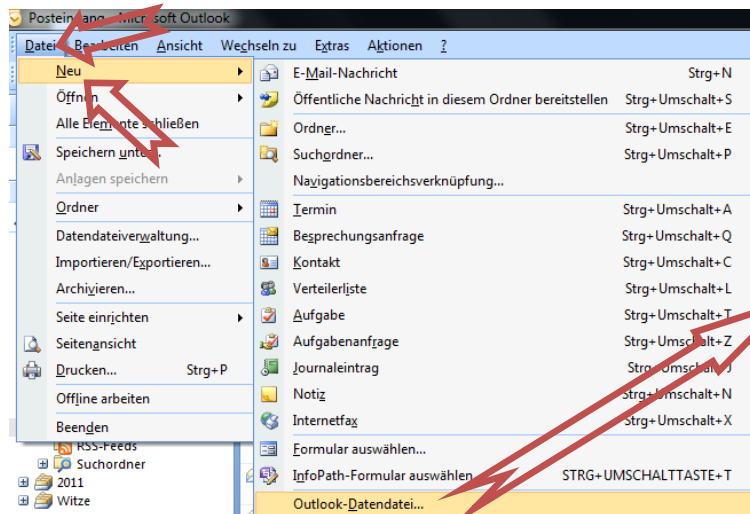 Posteingang - Microsoft Outlook
Datei Bearbeiten Ansicht Wechseln zu Extras Aktionen ?
Neu
Öffnen
Alle Elemente schließen
Speichern unter...
Anlagen speichern
Ordner
Datendateiverwaltung...
Importieren/Exportieren...
Archivieren...
Seite einrichten
Seitenansicht
Drucken... Strg+P
Offline arbeiten
Beenden
E-Mail-Nachricht Strg+N
Öffentliche Nachricht in diesem Ordner bereitstellen Strg+Umschalt+S
Ordner... Strg+Umschalt+E
Suchordner... Strg+Umschalt+P
Navigationsbereichsverknüpfung...
Termin Strg+Umschalt+A
Besprechungsanfrage Strg+Umschalt+Q
Kontakt Strg+Umschalt+C
Verteilerliste Strg+Umschalt+L
Aufgabe Strg+Umschalt+T
Aufgabenanfrage Strg+Umschalt+Z
Journaleintrag Strg+Umschalt+J
Notiz Strg+Umschalt+N
Internetfax Strg+Umschalt+X
Formular auswählen...
InfoPath-Formular auswählen STRG+UMSCHALTTASTE+T
Outlook-Datendatei...
RSS-Feeds
Suchordner
2011
Witze